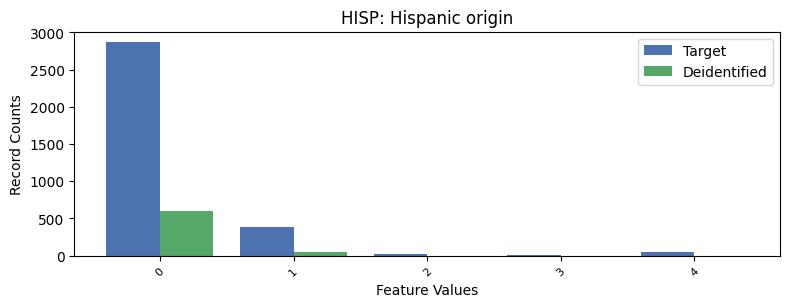 HISP: Hispanic origin
3000
2500
2000
1500
1000
500
0
Record Counts
Target
Deidentified
0 1 2 3 4
Feature Values